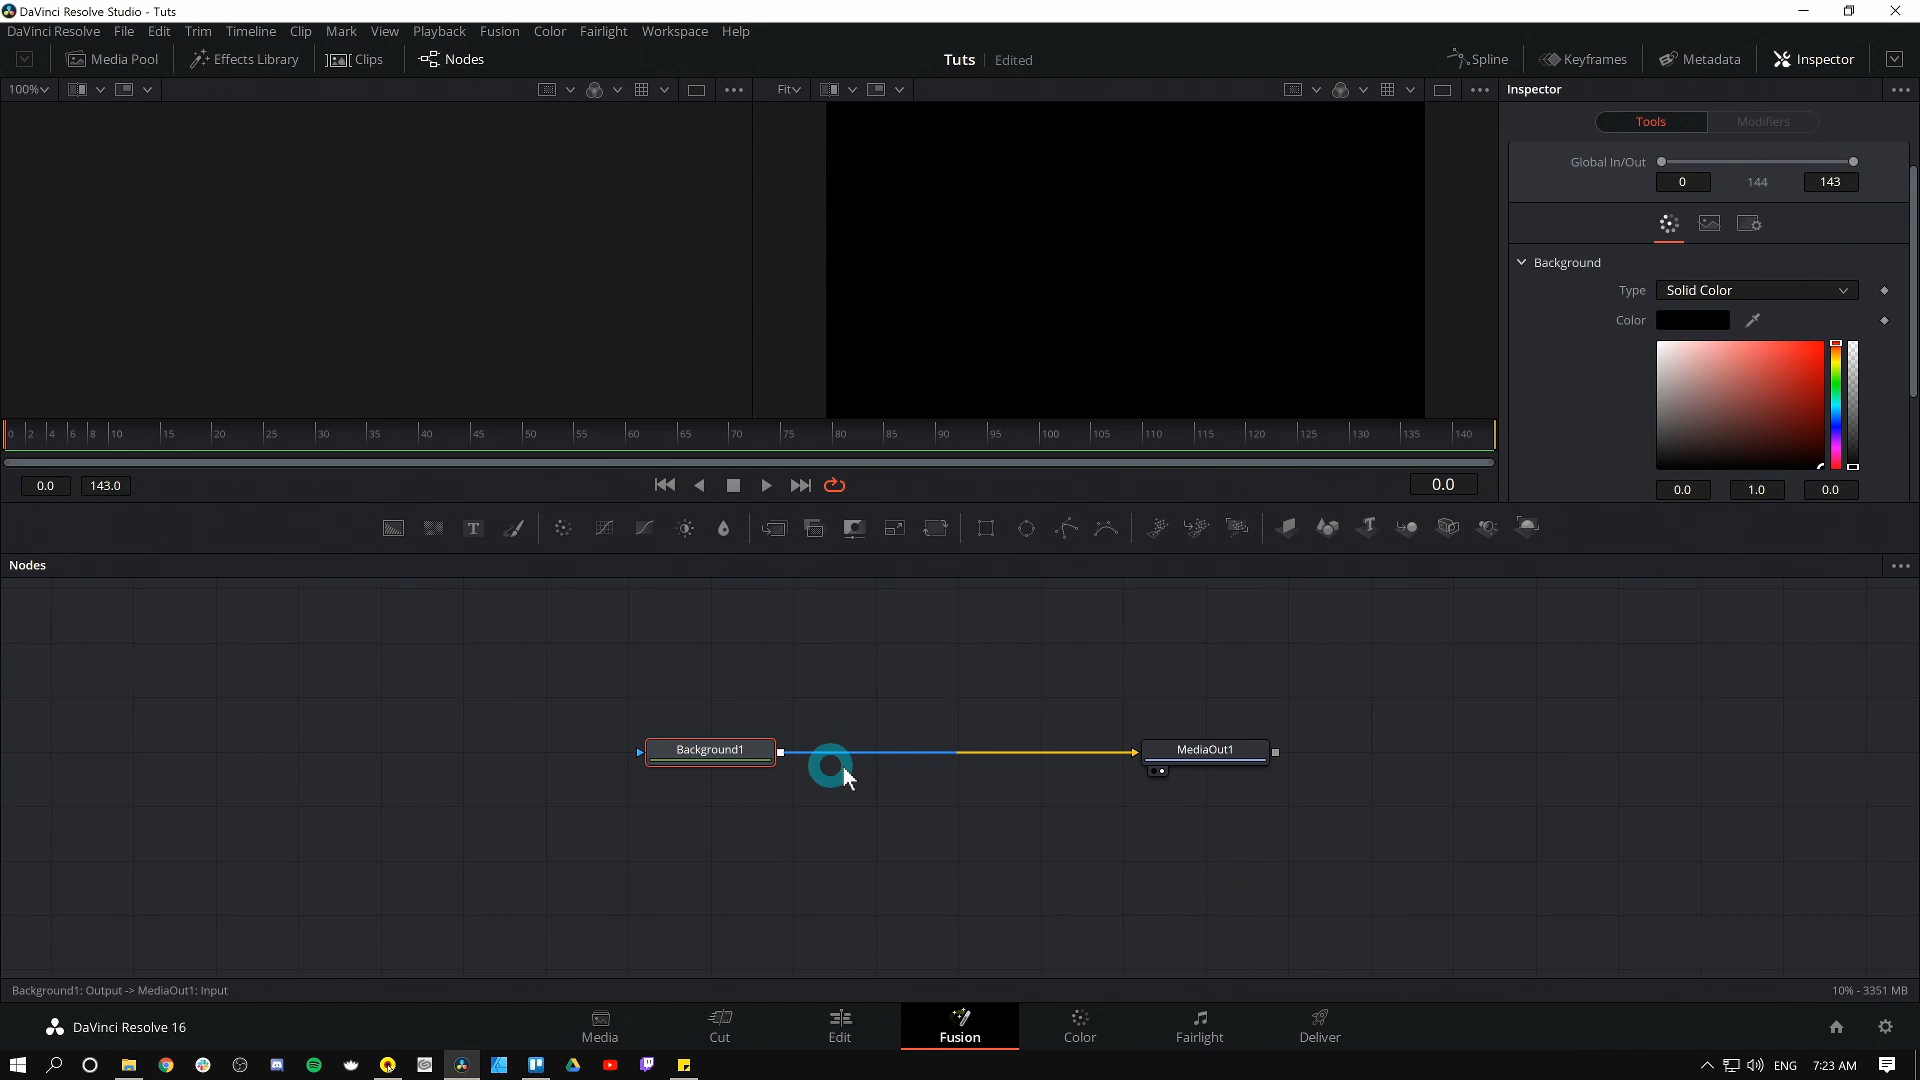 DaVinci Resolve Studio - Tuts
DaVinci Resolve File Edit Trim Timeline Clip Mark View Playback Fusion Color Fairlight Workspace Help
Media Pool Effects Library Clips Nodes Tuts Edited Spline Keyframes Metadata Inspector
100% Fit Inspector
Tools Modifiers
Global In/Out
0 144 143
Background
Type Solid Color
Color
0 2 4 6 8 10 15 20 25 30 35 40 45 50 55 60 65 70 75 80 85 90 95 100 105 110 115 120 125 130 135 140
0.0 143.0 0.0
0.0 1.0 0.0
T T
Nodes
Background1 MediaOut1
Background1: Output -> MediaOut1: Input 10% - 3351 MB
DaVinci Resolve 16 Media Cut Edit Fusion Color Fairlight Deliver
ENG 7:23 AM